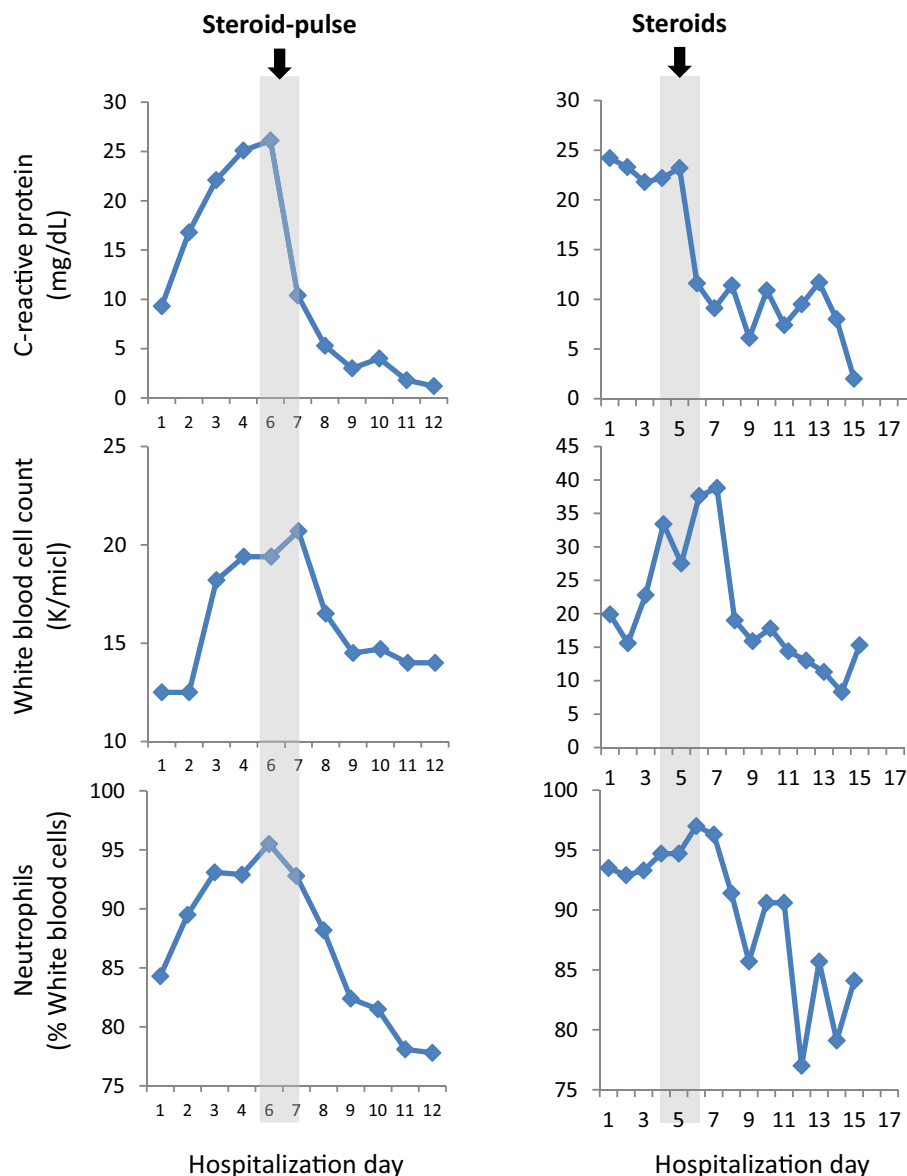 Steroid-pulse
Steroids
C-reactive protein
(mg/dL)
30
25
20
15
10
5
0
1 2 3 4 6 7 8 9 10 11 12
30
25
20
15
10
5
0
1 3 5 7 9 11 13 15 17
White blood cell count
(K/micl)
25
20
15
10
1 2 3 4 6 7 8 9 10 11 12
45
40
35
30
25
20
15
10
5
0
1 3 5 7 9 11 13 15 17
Neutrophils
(% White blood cells)
100
95
90
85
80
75
1 2 3 4 6 7 8 9 10 11 12
100
95
90
85
80
75
1 3 5 7 9 11 13 15 17
Hospitalization day
Hospitalization day